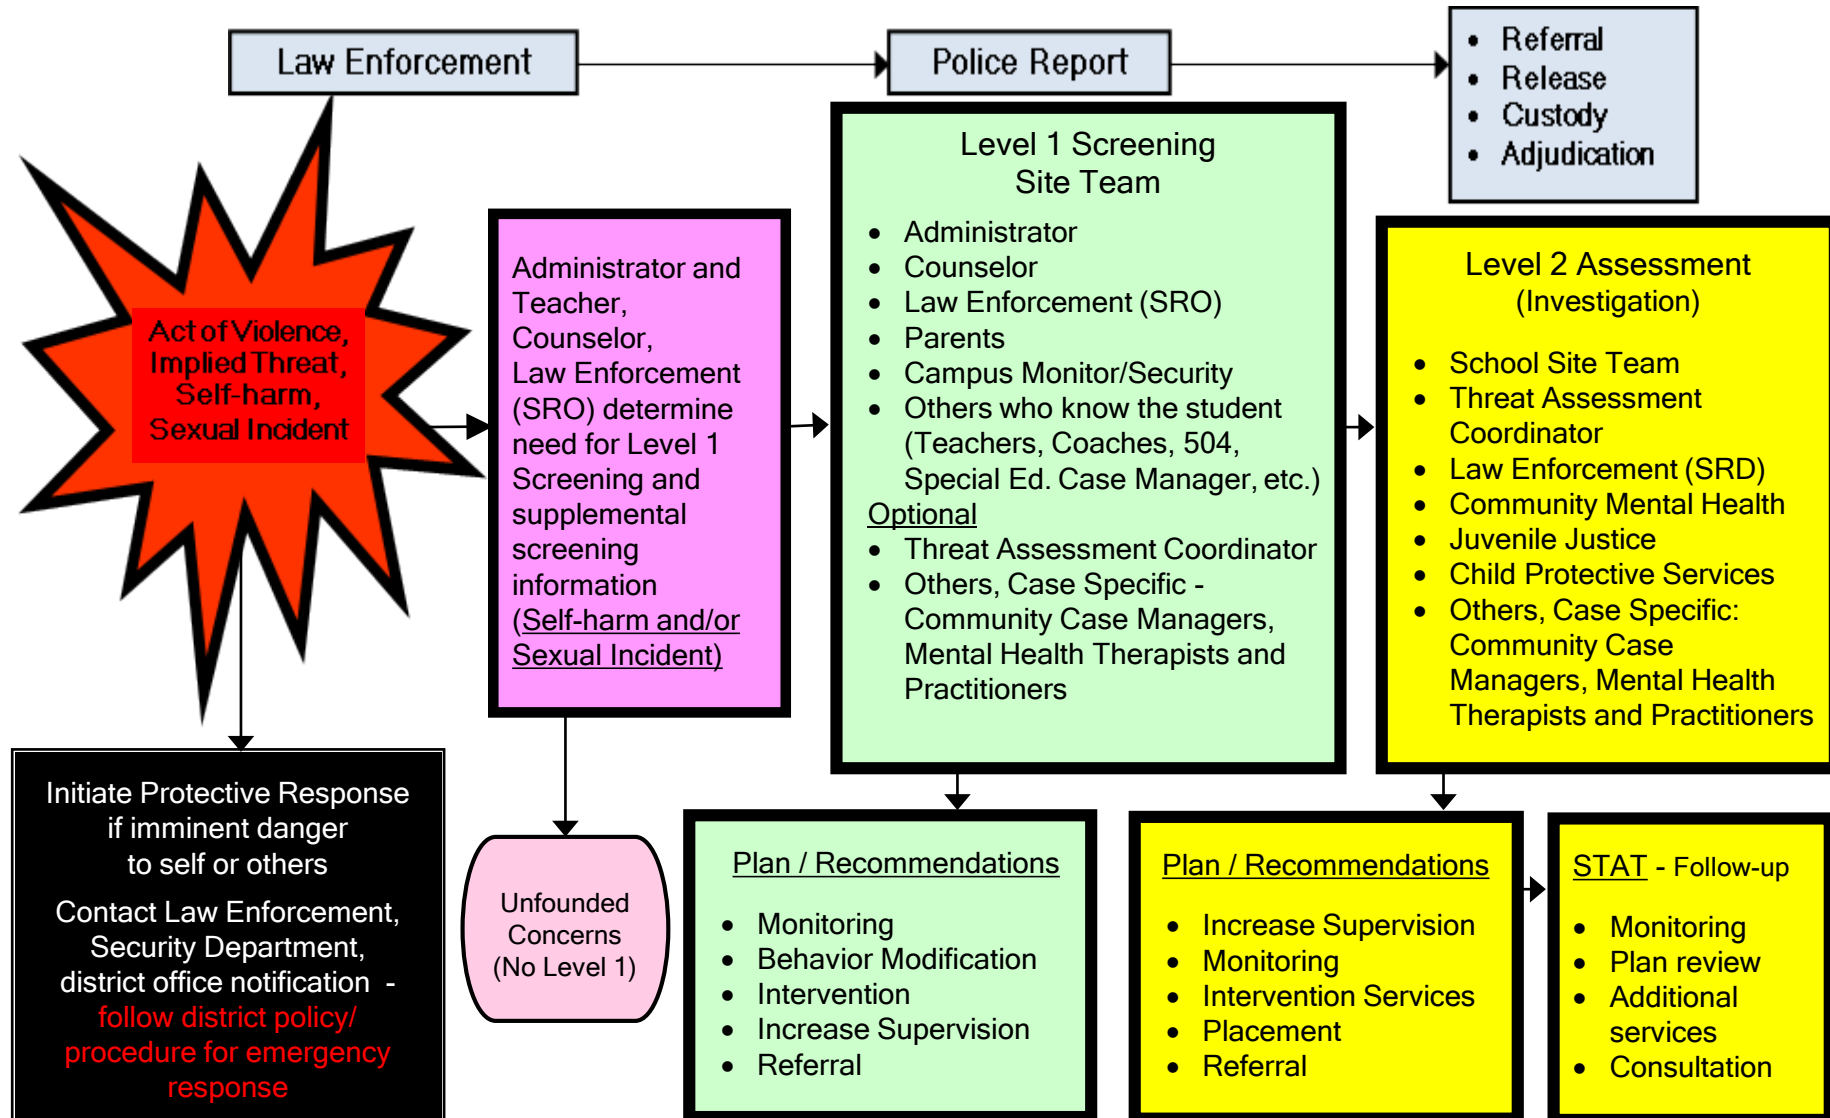 Law Enforcement
Police Report
• Referral
• Release
• Custody
• Adjudication
Act of Violence,
Implied Threat,
Self-harm,
Sexual Incident
Administrator and
Teacher,
Counselor,
Law Enforcement
(SRO) determine
need for Level 1
Screening and
supplemental
screening
information
(Self-harm and/or
Sexual Incident)
Level 1 Screening
Site Team
• Administrator
• Counselor
• Law Enforcement (SRO)
• Parents
• Campus Monitor/Security
• Others who know the student
(Teachers, Coaches, 504,
Special Ed. Case Manager, etc.)
Optional
• Threat Assessment Coordinator
• Others, Case Specific -
Community Case Managers,
Mental Health Therapists and
Practitioners
Level 2 Assessment
(Investigation)
• School Site Team
• Threat Assessment
Coordinator
• Law Enforcement (SRD)
• Community Mental Health
• Juvenile Justice
• Child Protective Services
• Others, Case Specific:
Community Case
Managers, Mental Health
Therapists and Practitioners
Initiate Protective Response
if imminent danger
to self or others
Contact Law Enforcement,
Security Department,
district office notification -
follow district policy/
procedure for emergency
response
Unfounded
Concerns
(No Level 1)
Plan / Recommendations
• Monitoring
• Behavior Modification
• Intervention
• Increase Supervision
• Referral
Plan / Recommendations
• Increase Supervision
• Monitoring
• Intervention Services
• Placement
• Referral
STAT - Follow-up
• Monitoring
• Plan review
• Additional
services
• Consultation